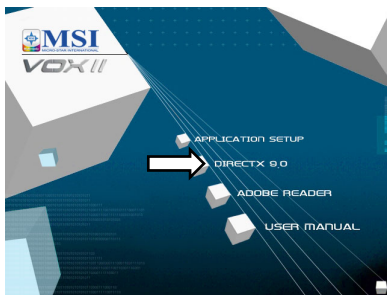 MSI
MICRO-STAR INTERNATIONAL
VOX II
APPLICATION SETUP
DIRECTX 9.0
ADOBE READER
USER MANUAL